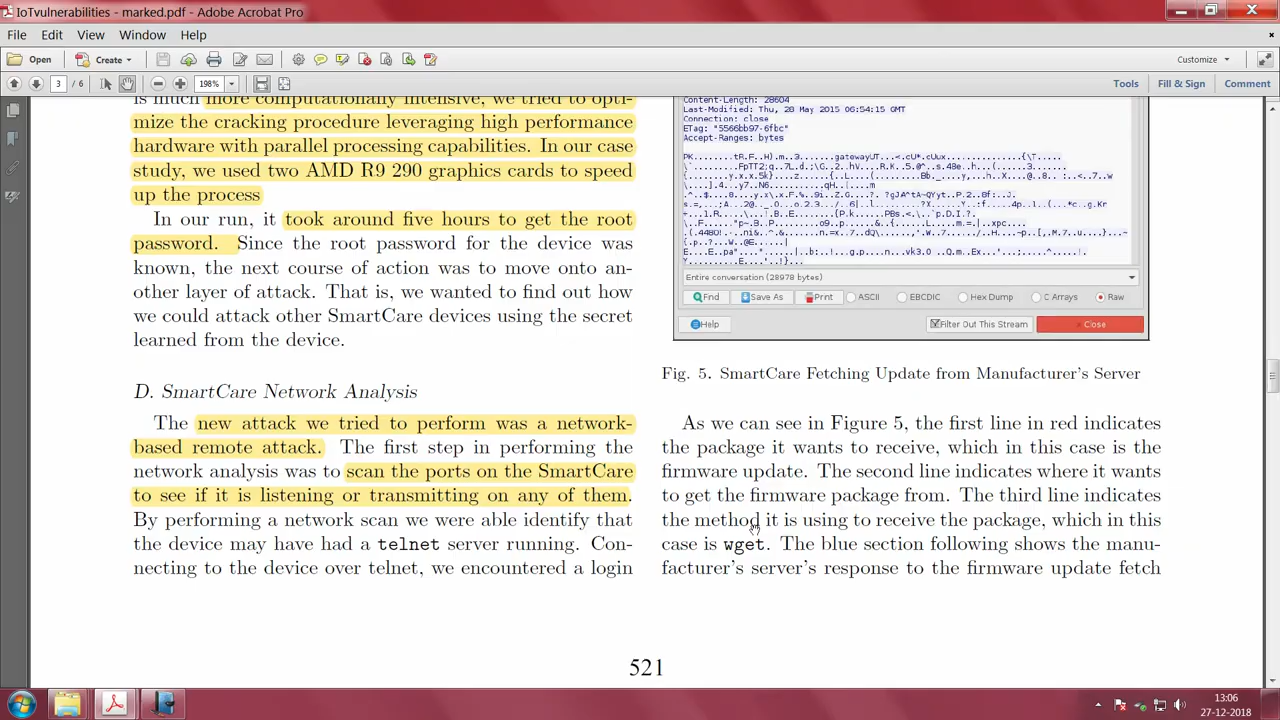 IoTvulnerabilities - marked.pdf - Adobe Acrobat Pro
File Edit View Window Help
Open Create Customize
3 / 6 198% Tools Fill & Sign Comment
is much more computationally intensive, we tried to opti-
mize the cracking procedure leveraging high performance
hardware with parallel processing capabilities. In our case
study, we used two AMD R9 290 graphics cards to speed
up the process
In our run, it took around five hours to get the root
password. Since the root password for the device was
known, the next course of action was to move onto an-
other layer of attack. That is, we wanted to find out how
we could attack other SmartCare devices using the secret
learned from the device.
D. SmartCare Network Analysis
The new attack we tried to perform was a network-
based remote attack. The first step in performing the
network analysis was to scan the ports on the SmartCare
to see if it is listening or transmitting on any of them.
By performing a network scan we were able identify that
the device may have had a telnet server running. Con-
necting to the device over telnet, we encountered a login
Content-Length: 28604
Last-Modified: Thu, 28 May 2015 06:54:15 GMT
Connection: close
ETag: "5566bb97-6fbc"
Accept-Ranges: bytes
Entire conversation (28978 bytes)
Find Save As Print ASCII EBCDIC Hex Dump C Arrays Raw
Help Filter Out This Stream Close
Fig. 5. SmartCare Fetching Update from Manufacturer's Server
As we can see in Figure 5, the first line in red indicates
the package it wants to receive, which in this case is the
firmware update. The second line indicates where it wants
to get the firmware package from. The third line indicates
the method it is using to receive the package, which in this
case is wget. The blue section following shows the manu-
facturer's server's response to the firmware update fetch
521
13:06
27-12-2018